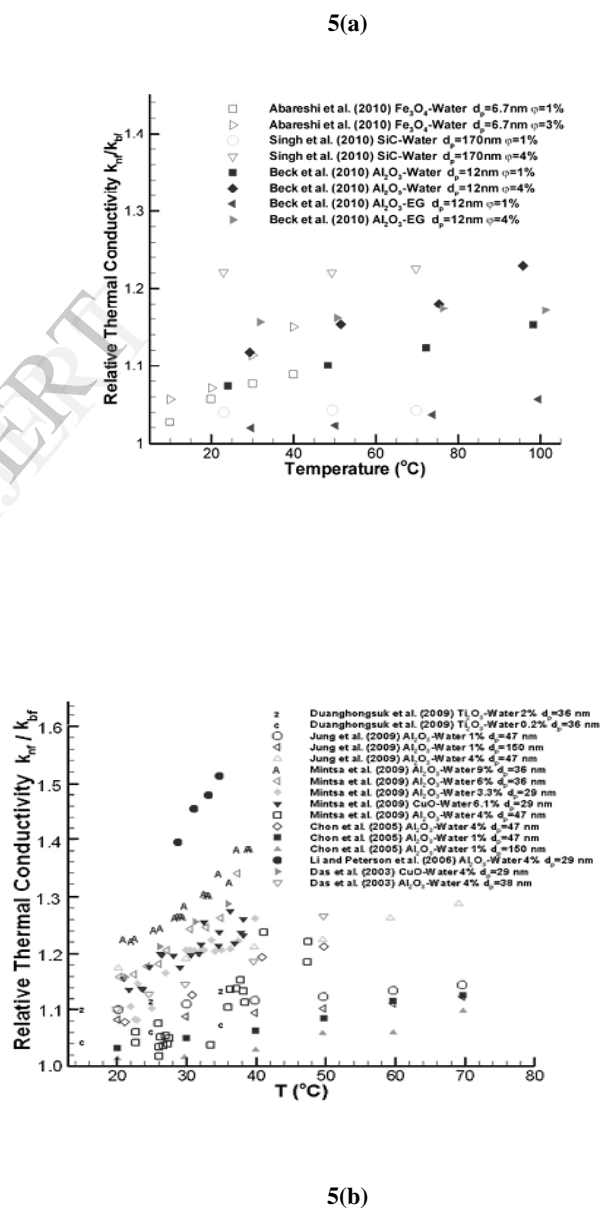 5(a)
Relative Thermal Conductivity k_nf/k_bf
1.4
1.3
1.2
1.1
1
Abareshi et al. (2010) Fe₃O₄-Water dₚ=6.7nm φ=1%
Abareshi et al. (2010) Fe₃O₄-Water dₚ=6.7nm φ=3%
Singh et al. (2010) SiC-Water dₚ=170nm φ=1%
Singh et al. (2010) SiC-Water dₚ=170nm φ=4%
Beck et al. (2010) Al₂O₃-Water dₚ=12nm φ=1%
Beck et al. (2010) Al₂O₃-Water dₚ=12nm φ=4%
Beck et al. (2010) Al₂O₃-EG dₚ=12nm φ=1%
Beck et al. (2010) Al₂O₃-EG dₚ=12nm φ=4%
20 40 60 80 100
Temperature (°C)
IJERT
Relative Thermal Conductivity k_nf / k_bf
1.6
1.5
1.4
1.3
1.2
1.1
1.0
Duanghongsuk et al. (2009) Ti₂O₃-Water 2% dₚ=36 nm
Duanghongsuk et al. (2009) Ti₂O₃-Water 0.2% dₚ=36 nm
Jung et al. (2009) Al₂O₃-Water 1% dₚ=47 nm
Jung et al. (2009) Al₂O₃-Water 1% dₚ=150 nm
Jung et al. (2009) Al₂O₃-Water 4% dₚ=47 nm
Mintsa et al. (2009) Al₂O₃-Water 9% dₚ=36 nm
Mintsa et al. (2009) Al₂O₃-Water 6% dₚ=36 nm
Mintsa et al. (2009) Al₂O₃-Water 3.3% dₚ=29 nm
Mintsa et al. (2009) CuO-Water 6.1% dₚ=29 nm
Mintsa et al. (2009) Al₂O₃-Water 4% dₚ=47 nm
Chon et al. (2005) Al₂O₃-Water 4% dₚ=47 nm
Chon et al. (2005) Al₂O₃-Water 1% dₚ=47 nm
Chon et al. (2005) Al₂O₃-Water 1% dₚ=150 nm
Li and Peterson et al. (2006) Al₂O₃-Water 4% dₚ=29 nm
Das et al. (2003) CuO-Water 4% dₚ=29 nm
Das et al. (2003) Al₂O₃-Water 4% dₚ=38 nm
20 30 40 50 60 70 80
T (°C)
5(b)